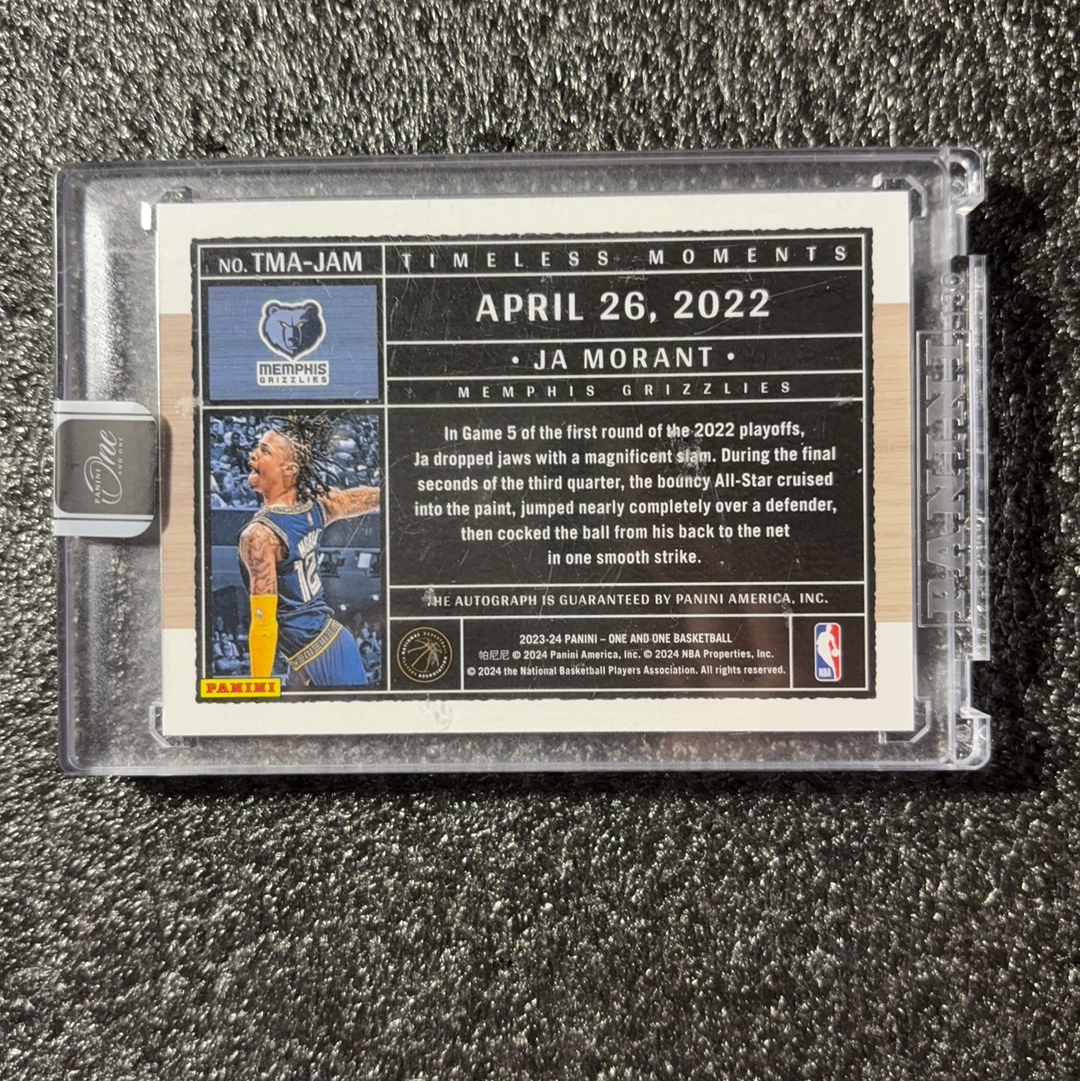 NO. TMA-JAM
TIMELESS MOMENTS
APRIL 26, 2022
• JA MORANT •
MEMPHIS GRIZZLIES
MEMPHIS
GRIZZLIES
In Game 5 of the first round of the 2022 playoffs,
Ja dropped jaws with a magnificent slam. During the final
seconds of the third quarter, the bouncy All-Star cruised
into the paint, jumped nearly completely over a defender,
then cocked the ball from his back to the net
in one smooth strike.
THE AUTOGRAPH IS GUARANTEED BY PANINI AMERICA, INC.
2023-24 PANINI – ONE AND ONE BASKETBALL
帕尼尼 © 2024 Panini America, Inc. © 2024 NBA Properties, Inc.
© 2024 the National Basketball Players Association. All rights reserved.
NBA
PANINI
12
PANINI
One
AND ONE
PANINI